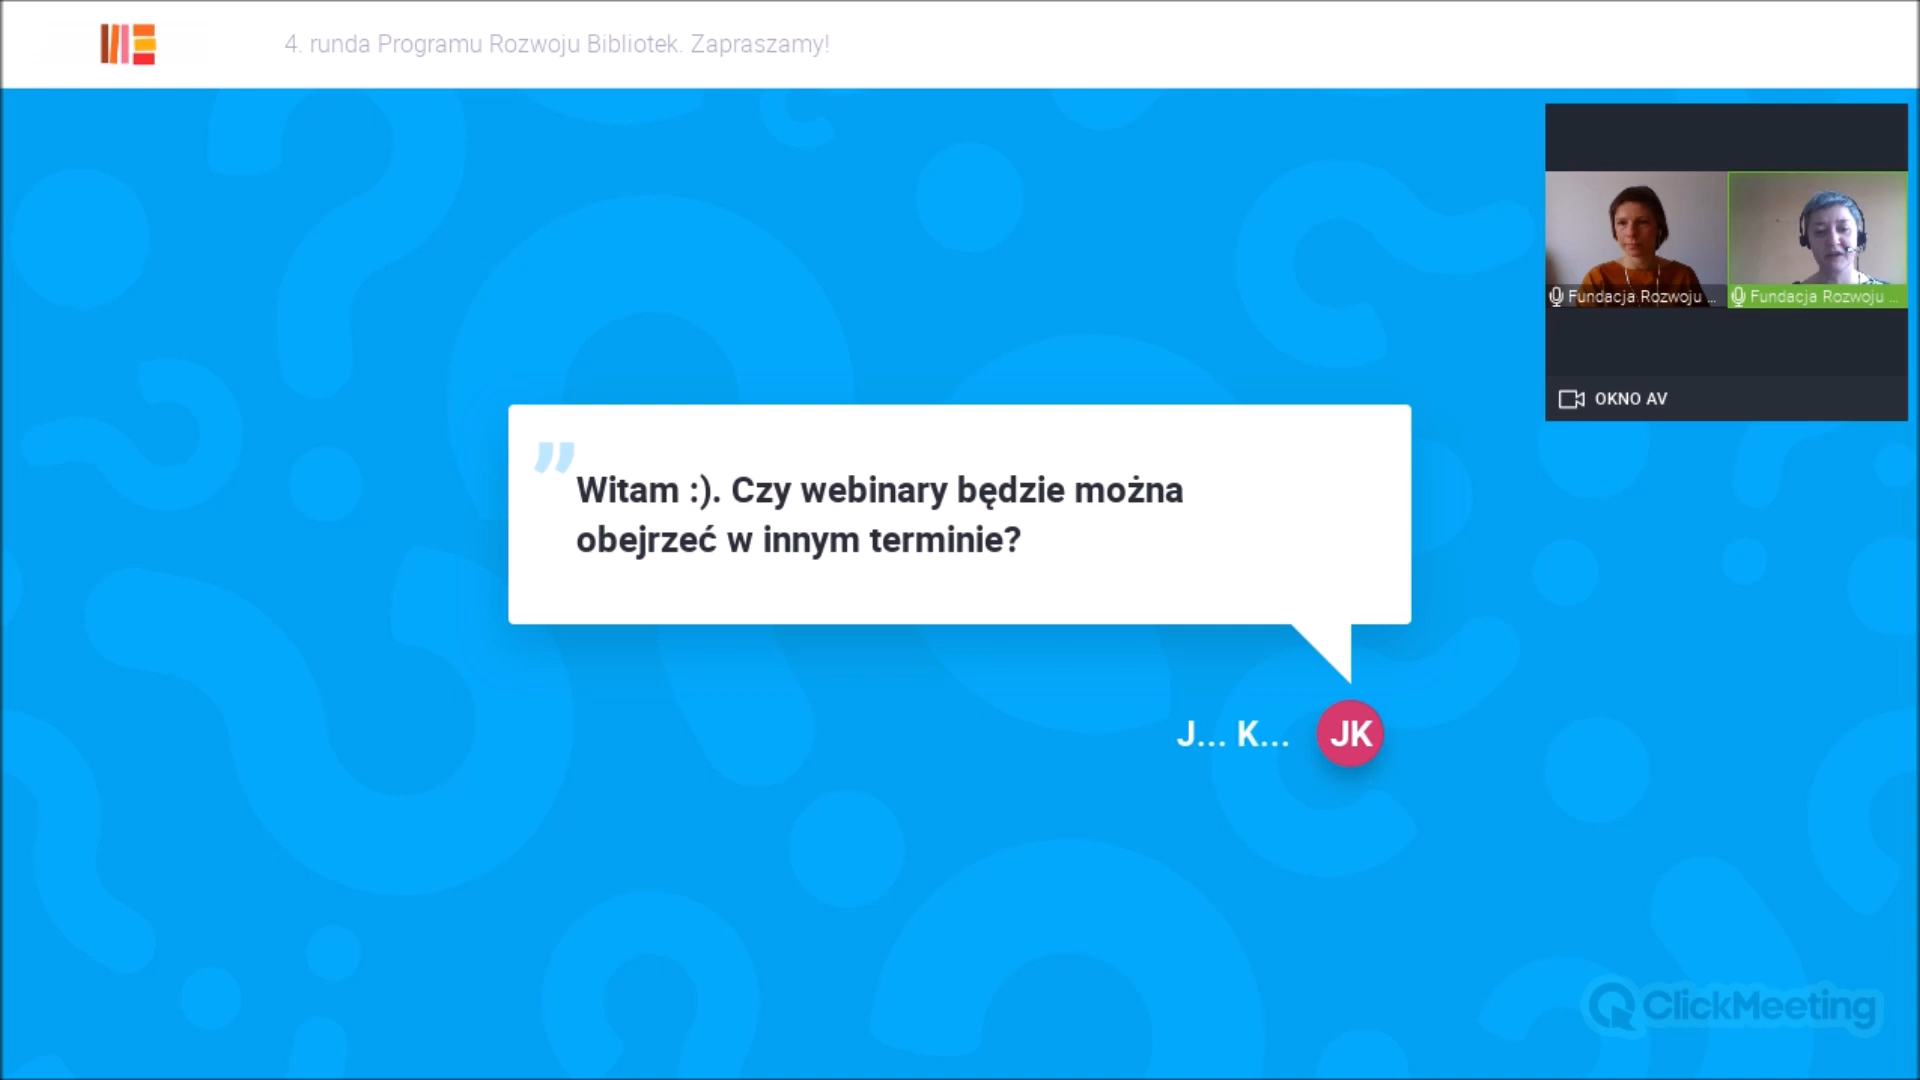 4. runda Programu Rozwoju Bibliotek. Zapraszamy!
Fundacja Rozwoju ...
Fundacja Rozwoju ...
OKNO AV
” Witam :). Czy webinary będzie można
obejrzeć w innym terminie?
J... K... JK
ClickMeeting